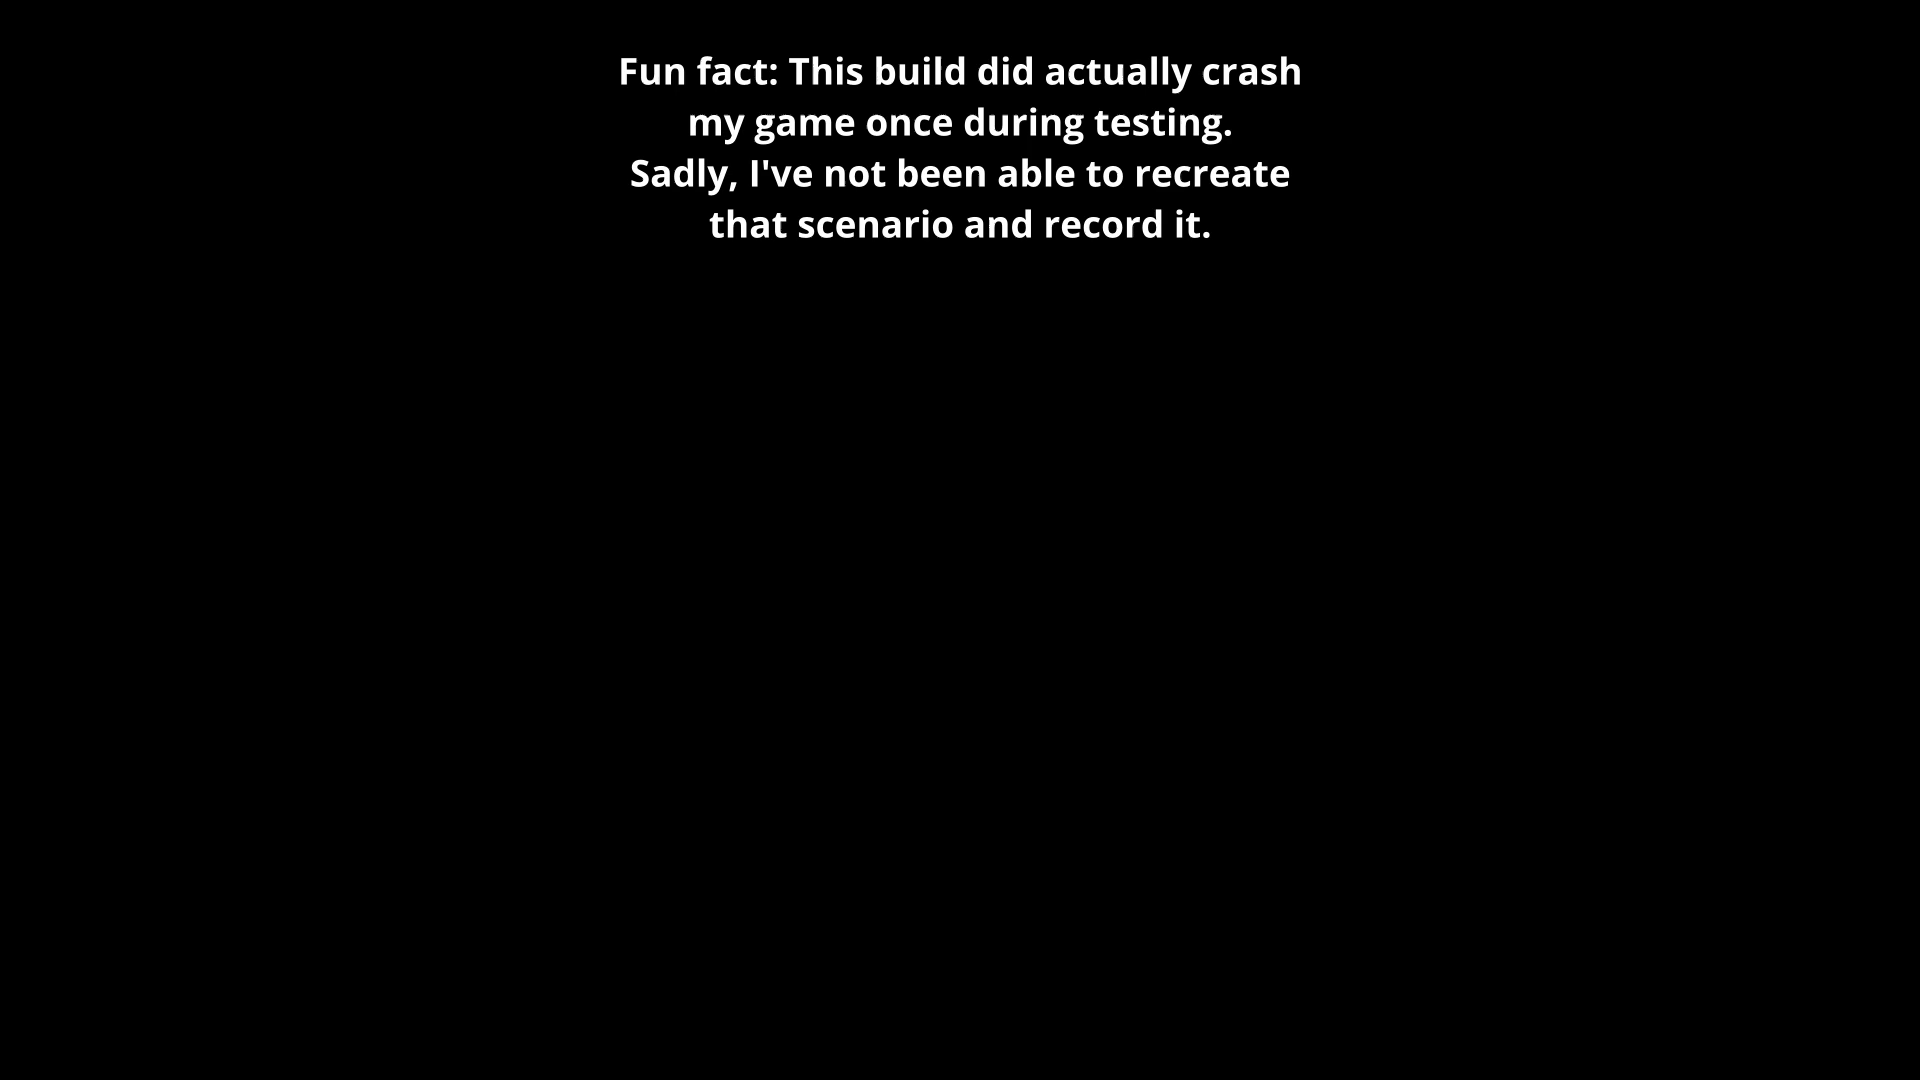 Fun fact: This build did actually crash
my game once during testing.
Sadly, I've not been able to recreate
that scenario and record it.